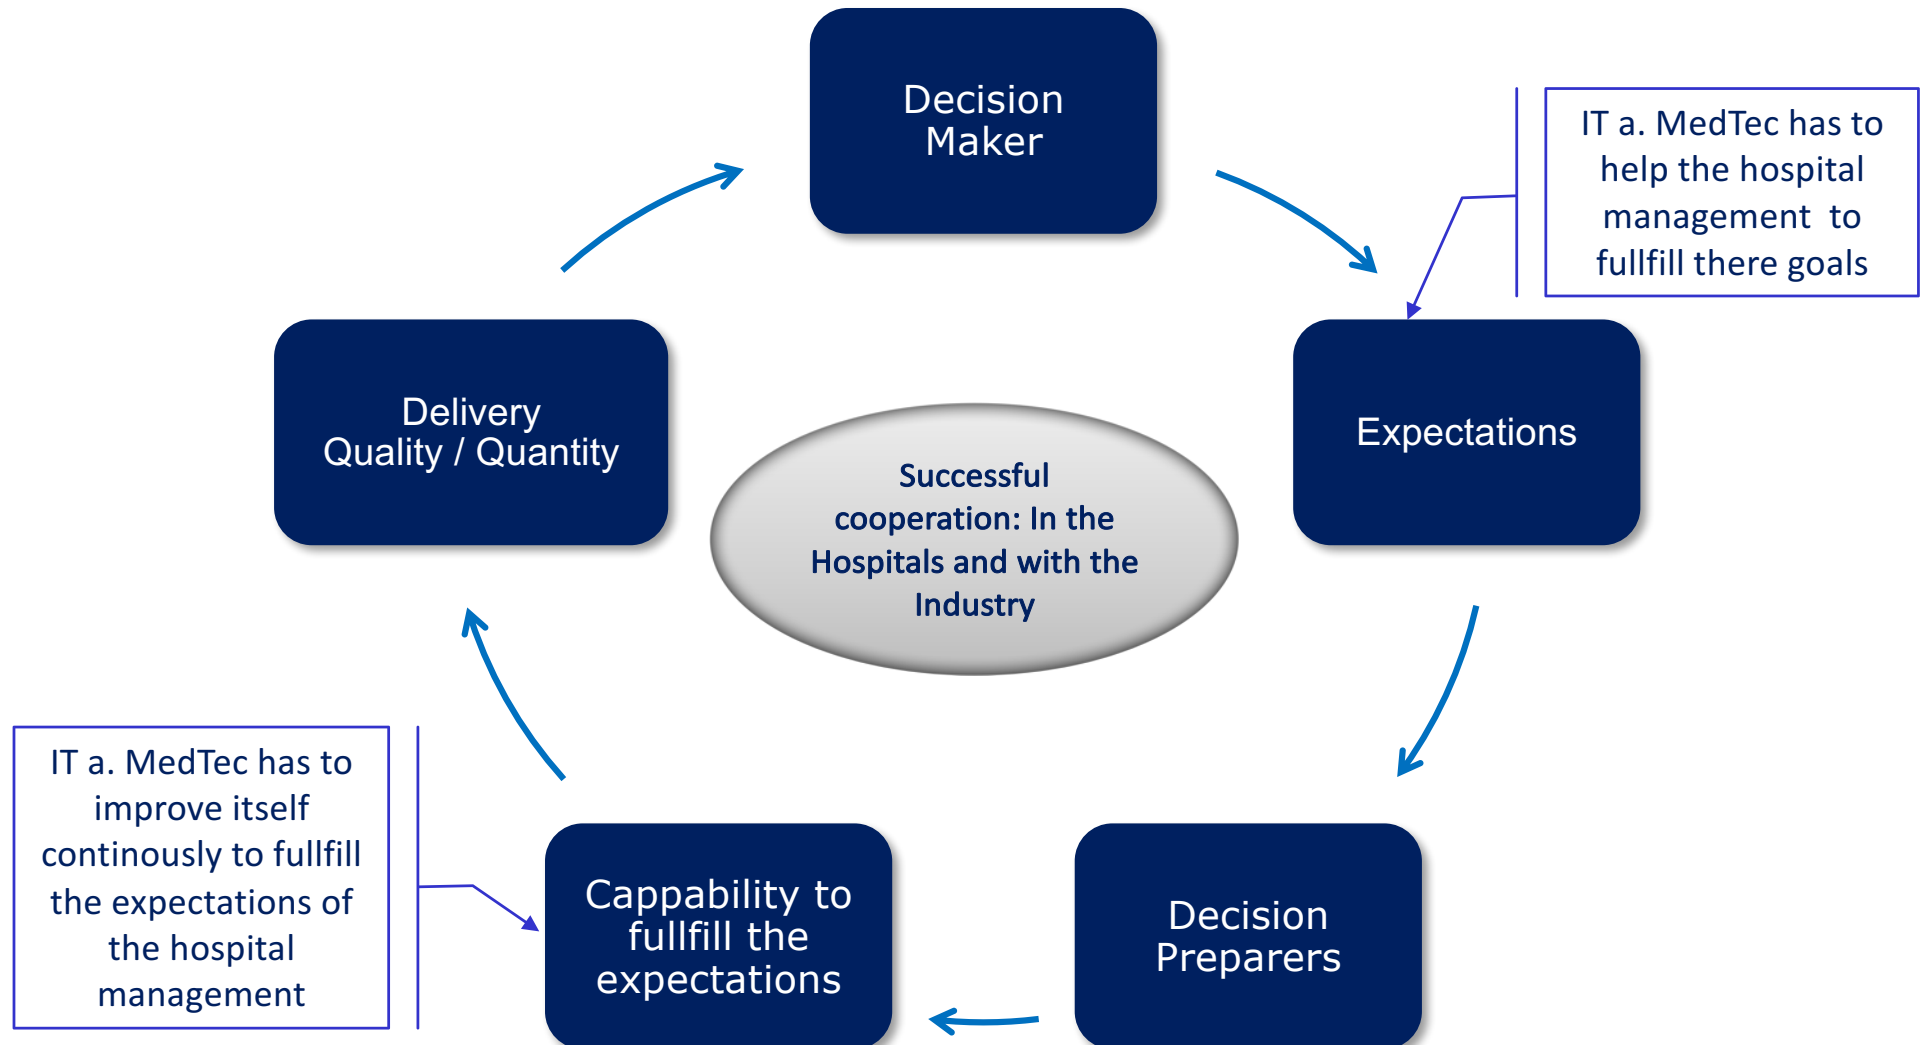 Decision
Maker
IT a. MedTec has to
help the hospital
management  to
fullfill there goals
Expectations
Delivery
Quality / Quantity
Successful
cooperation: In the
Hospitals and with the
Industry
IT a. MedTec has to
improve itself
continously to fullfill
the expectations of
the hospital
management
Cappability to
fullfill the
expectations
Decision
Preparers